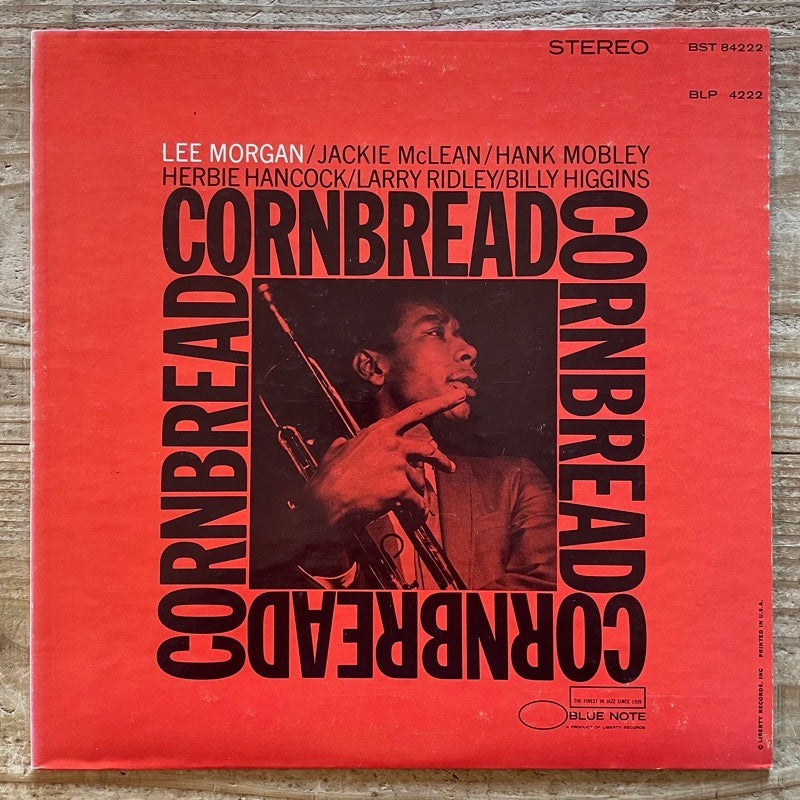 STEREO BST 84222
BLP 4222
LEE MORGAN/JACKIE McLEAN/HANK MOBLEY
HERBIE HANCOCK/LARRY RIDLEY/BILLY HIGGINS
CORNBREAD
CORNBREAD
CORNBREAD
CORNBREAD
THE FINEST IN JAZZ SINCE 1939
BLUE NOTE
A PRODUCT OF LIBERTY RECORDS
© LIBERTY RECORDS, INC PRINTED IN U.S.A.